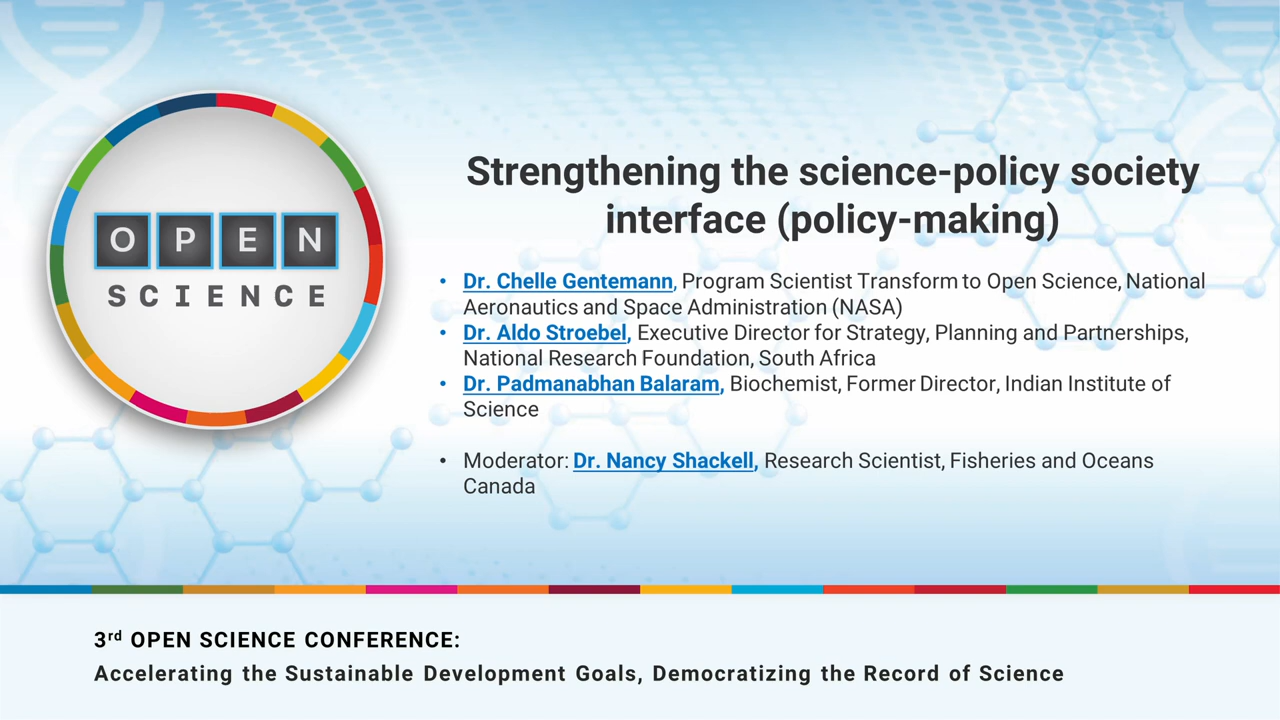 OPEN
SCIENCE
Strengthening the science-policy society
interface (policy-making)
• Dr. Chelle Gentemann, Program Scientist Transform to Open Science, National
Aeronautics and Space Administration (NASA)
• Dr. Aldo Stroebel, Executive Director for Strategy, Planning and Partnerships,
National Research Foundation, South Africa
• Dr. Padmanabhan Balaram, Biochemist, Former Director, Indian Institute of
Science
• Moderator: Dr. Nancy Shackell, Research Scientist, Fisheries and Oceans
Canada
3rd OPEN SCIENCE CONFERENCE:
Accelerating the Sustainable Development Goals, Democratizing the Record of Science